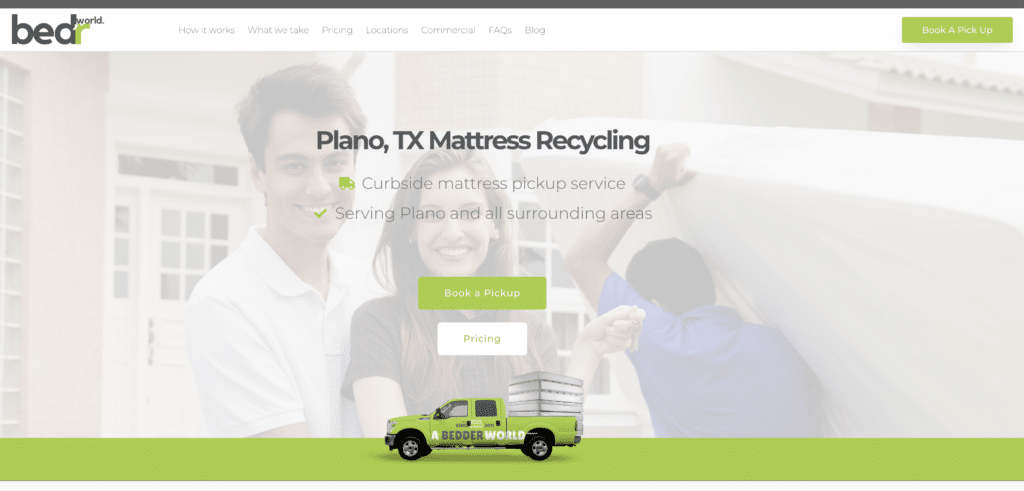 bedr world.
How it works What we take Pricing Locations Commercial FAQs Blog
Book A Pick Up
Plano, TX Mattress Recycling
Curbside mattress pickup service
Serving Plano and all surrounding areas
Book a Pickup
Pricing
A BEDDER WORLD